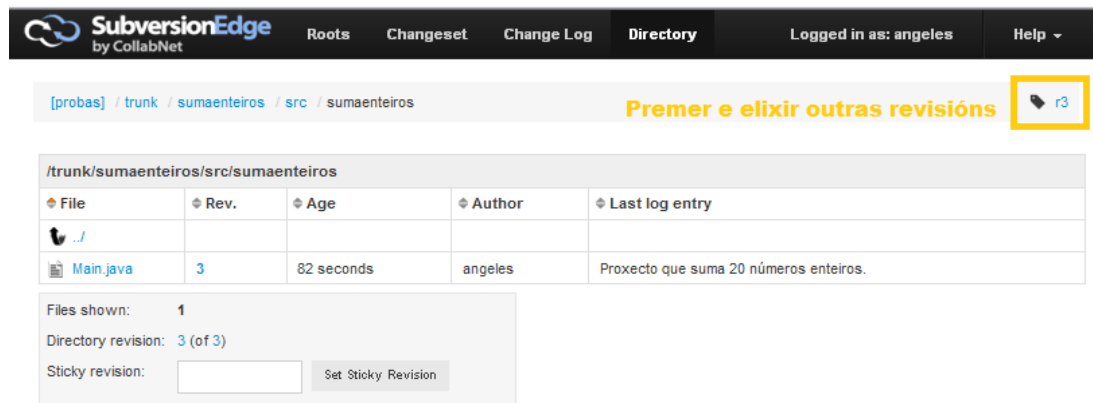 SubversionEdge
by CollabNet
Roots Changeset Change Log Directory Logged in as: angeles Help
[probas] / trunk / sumaenteiros / src / sumaenteiros
Premer e elixir outras revisións
r3
/trunk/sumaenteiros/src/sumaenteiros
File Rev. Age Author Last log entry
../
Main.java 3 82 seconds angeles Proxecto que suma 20 números enteiros.
Files shown: 1
Directory revision: 3 (of 3)
Sticky revision: Set Sticky Revision